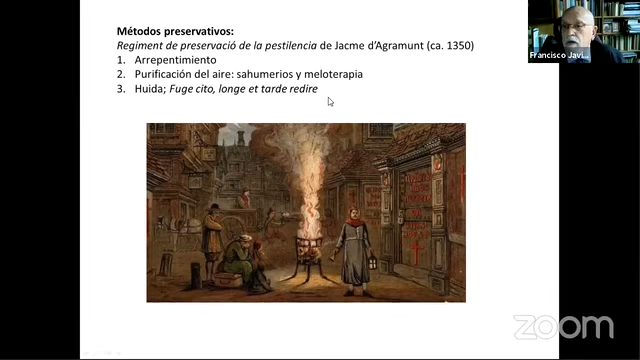 Métodos preservativos:
Regiment de preservació de la pestilencia de Jacme d'Agramunt (ca. 1350)
1. Arrepentimiento
2. Purificación del aire: sahumerios y meloterapia
3. Huida; Fuge cito, longe et tarde redire
Francisco Javi...
zoom